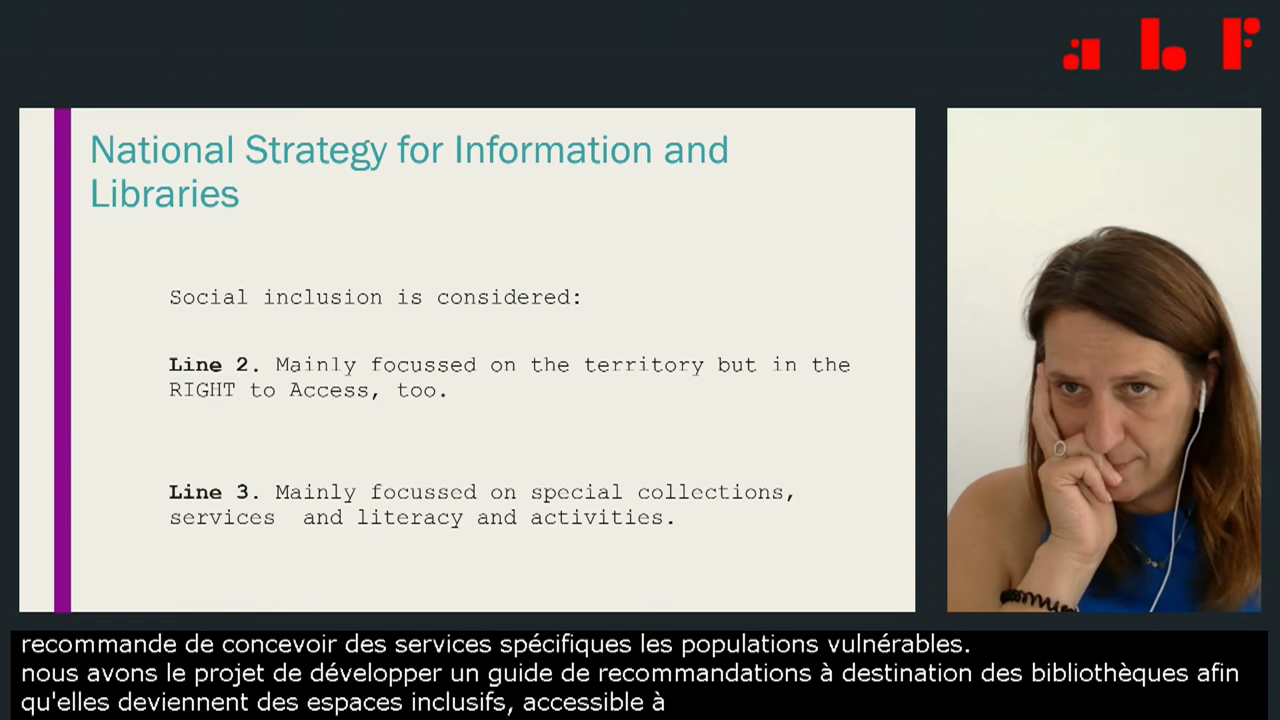 abf
National Strategy for Information and
Libraries
Social inclusion is considered:
Line 2. Mainly focussed on the territory but in the
RIGHT to Access, too.
Line 3. Mainly focussed on special collections,
services  and literacy and activities.
recommande de concevoir des services spécifiques les populations vulnérables.
nous avons le projet de développer un guide de recommandations à destination des bibliothèques afin
qu'elles deviennent des espaces inclusifs, accessible à